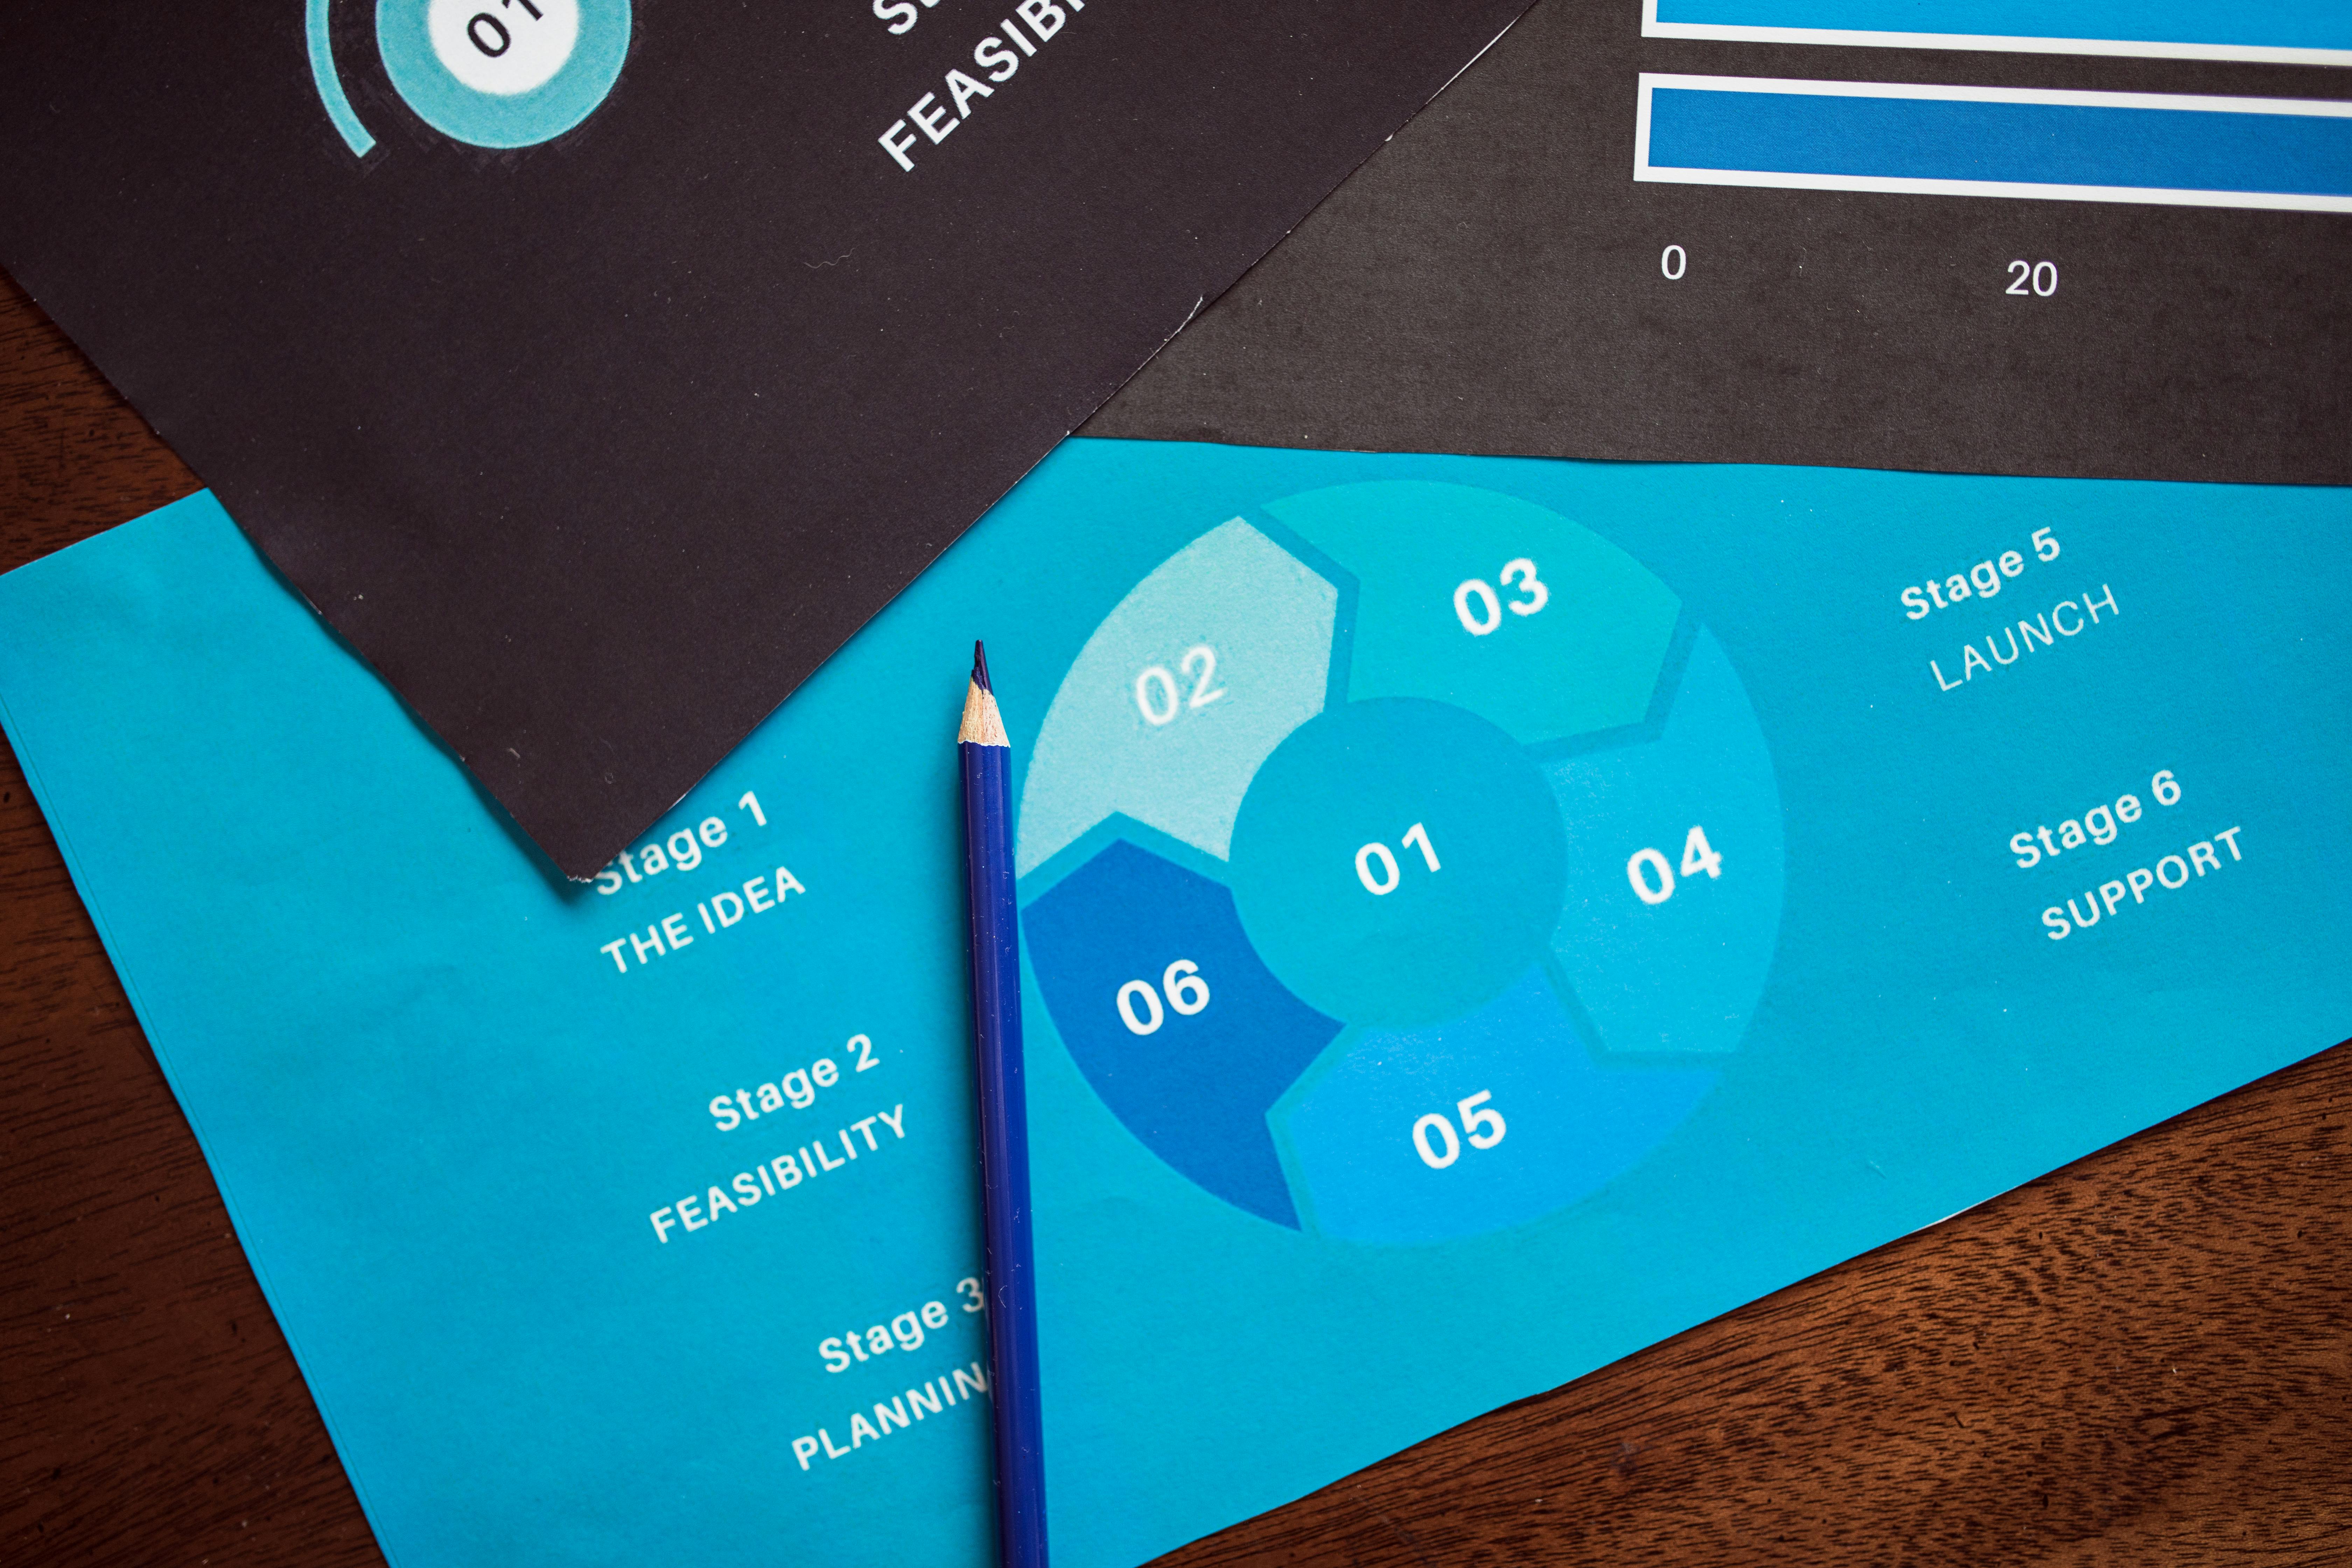 01
FEASIB
0
20
02
03
04
01
06
05
Stage 1
THE IDEA
Stage 2
FEASIBILITY
Stage 3
PLANNIN
Stage 5
LAUNCH
Stage 6
SUPPORT